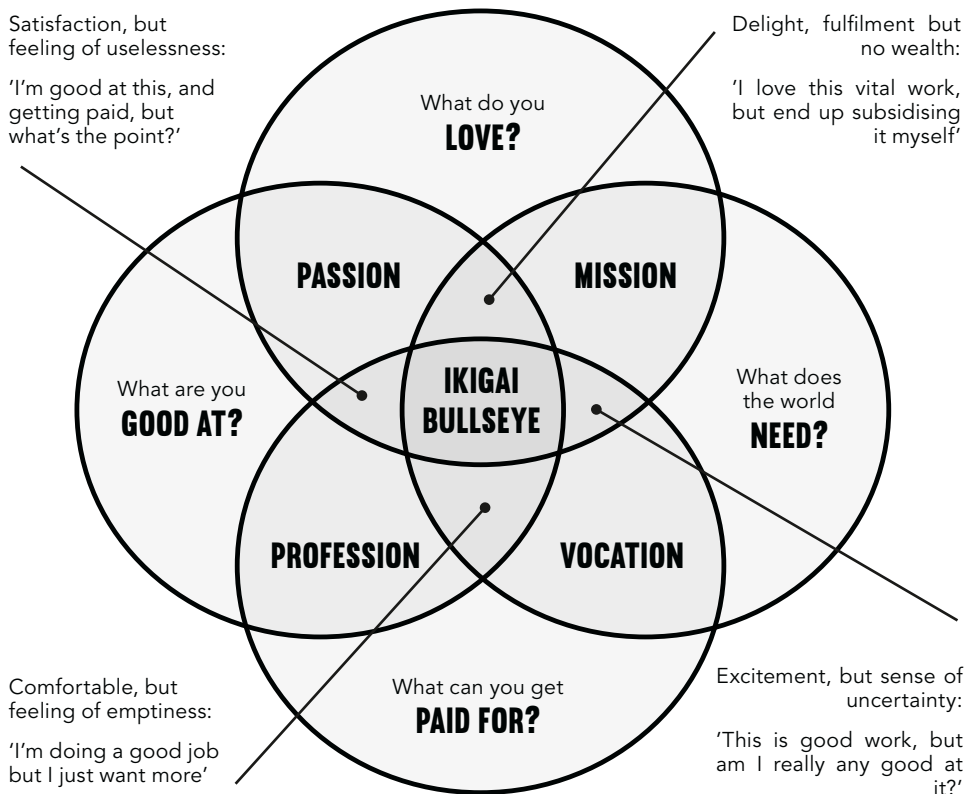 Satisfaction, but
feeling of uselessness:
'I'm good at this, and
getting paid, but
what's the point?'
Delight, fulfilment but
no wealth:
'I love this vital work,
but end up subsidising
it myself'
What do you
LOVE?
PASSION
MISSION
What are you
GOOD AT?
IKIGAI
BULLSEYE
What does
the world
NEED?
PROFESSION
VOCATION
What can you get
PAID FOR?
Comfortable, but
feeling of emptiness:
'I'm doing a good job
but I just want more'
Excitement, but sense of
uncertainty:
'This is good work, but
am I really any good at
it?'